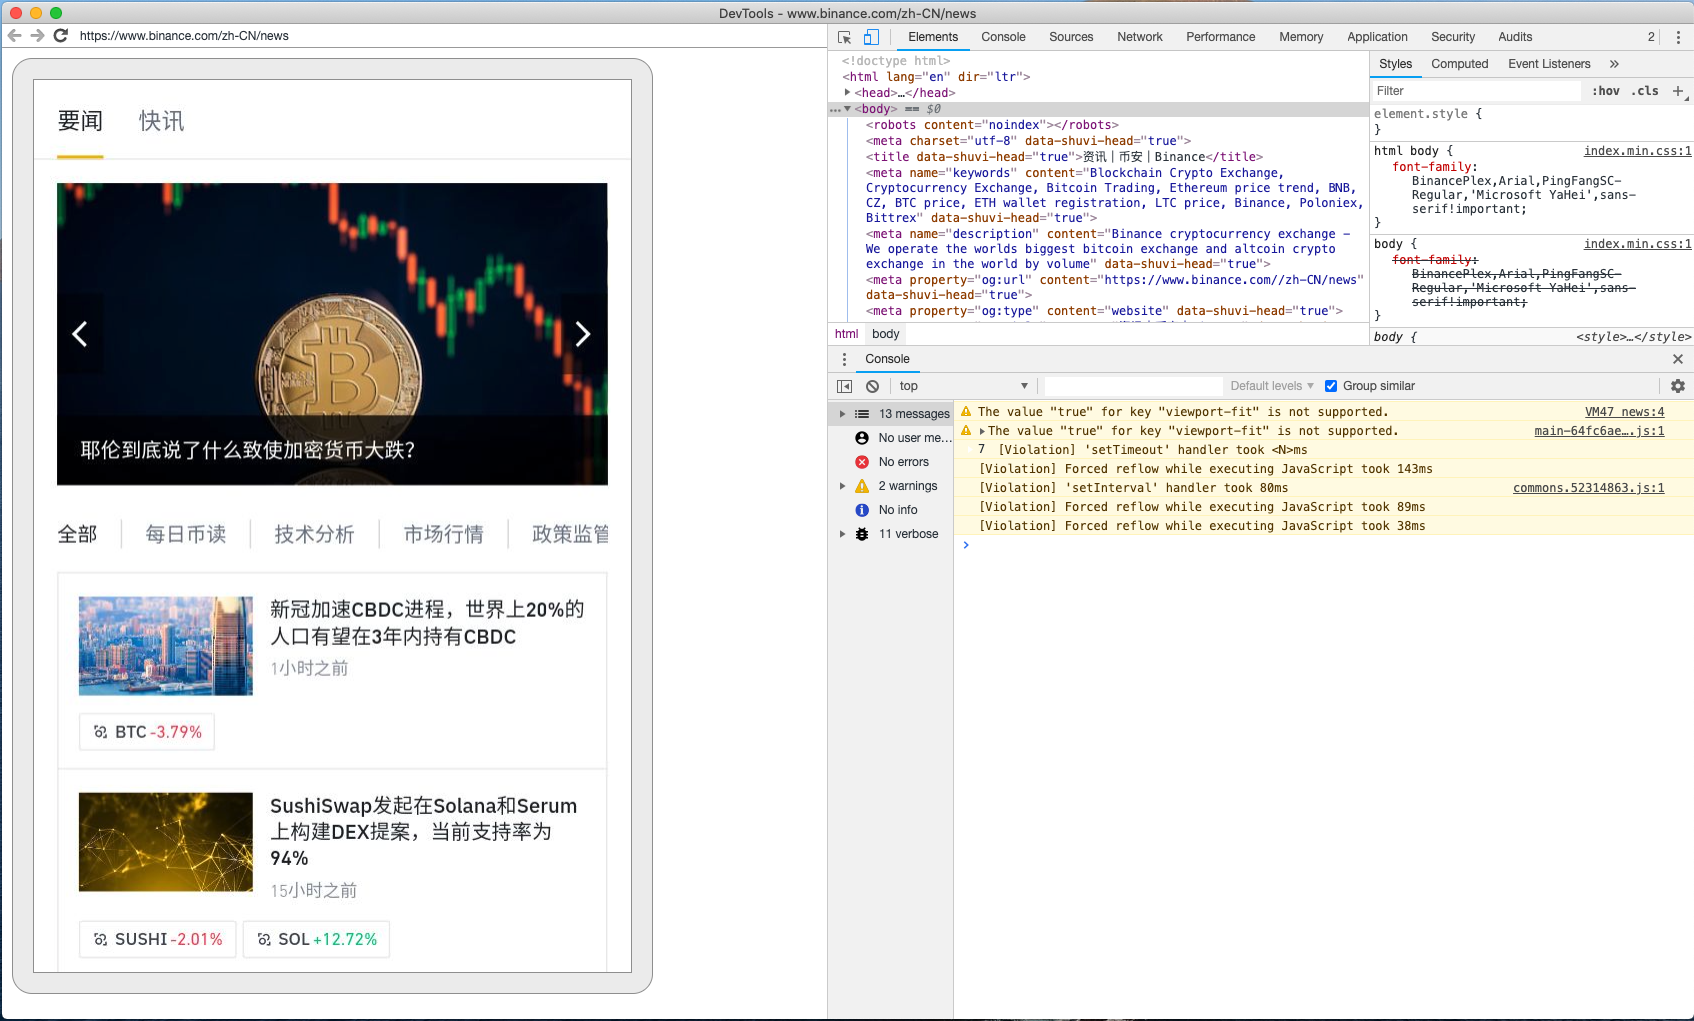 DevTools - www.binance.com/zh-CN/news
https://www.binance.com/zh-CN/news
要闻 快讯
耶伦到底说了什么致使加密货币大跌?
全部 每日币读 技术分析 市场行情 政策监管
新冠加速CBDC进程，世界上20%的
人口有望在3年内持有CBDC
1小时之前
BTC -3.79%
SushiSwap发起在Solana和Serum
上构建DEX提案，当前支持率为
94%
15小时之前
SUSHI -2.01% SOL +12.72%
Elements Console Sources Network Performance Memory Application Security Audits 2
<!doctype html>
<html lang="en" dir="ltr">
<head>…</head>
<body> == $0
<robots content="noindex"></robots>
<meta charset="utf-8" data-shuvi-head="true">
<title data-shuvi-head="true">资讯 | 币安 | Binance</title>
<meta name="keywords" content="Blockchain Crypto Exchange,
Cryptocurrency Exchange, Bitcoin Trading, Ethereum price trend, BNB,
CZ, BTC price, ETH wallet registration, LTC price, Binance, Poloniex,
Bittrex" data-shuvi-head="true">
<meta name="description" content="Binance cryptocurrency exchange -
We operate the worlds biggest bitcoin exchange and altcoin crypto
exchange in the world by volume" data-shuvi-head="true">
<meta property="og:url" content="https://www.binance.com//zh-CN/news"
data-shuvi-head="true">
<meta property="og:type" content="website" data-shuvi-head="true">
html body
Styles Computed Event Listeners »
Filter :hov .cls +
element.style {
}
html body { index.min.css:1
font-family:
BinancePlex,Arial,PingFangSC-
Regular,'Microsoft YaHei',sans-
serif!important;
}
body { index.min.css:1
font-family:
BinancePlex,Arial,PingFangSC-
Regular,'Microsoft YaHei',sans-
serif!important;
}
body { <style>…</style>
Console
top Default levels Group similar
13 messages
No user me...
No errors
2 warnings
No info
11 verbose
The value "true" for key "viewport-fit" is not supported. VM47 news:4
The value "true" for key "viewport-fit" is not supported. main-64fc6ae….js:1
7 [Violation] 'setTimeout' handler took <N>ms
[Violation] Forced reflow while executing JavaScript took 143ms
[Violation] 'setInterval' handler took 80ms commons.52314863.js:1
[Violation] Forced reflow while executing JavaScript took 89ms
[Violation] Forced reflow while executing JavaScript took 38ms